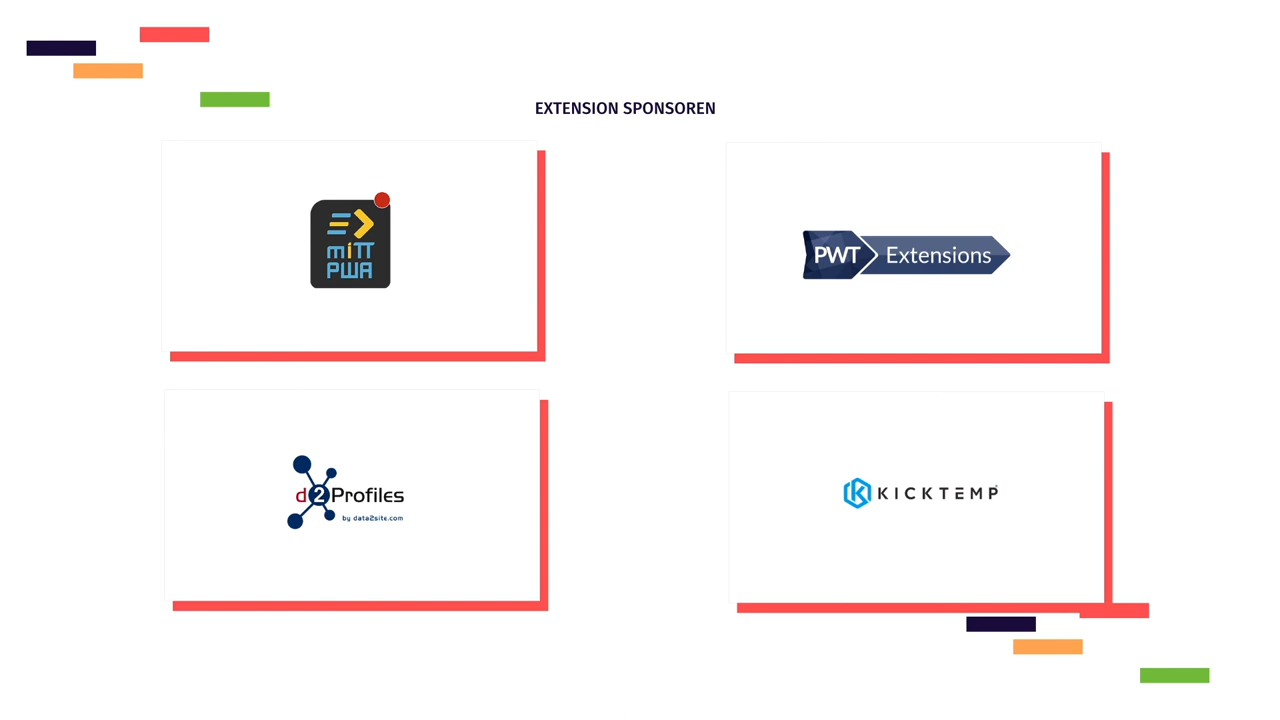 EXTENSION SPONSOREN
miTT
PWA
PWT Extensions
d2Profiles
by data2site.com
KICKTEMP